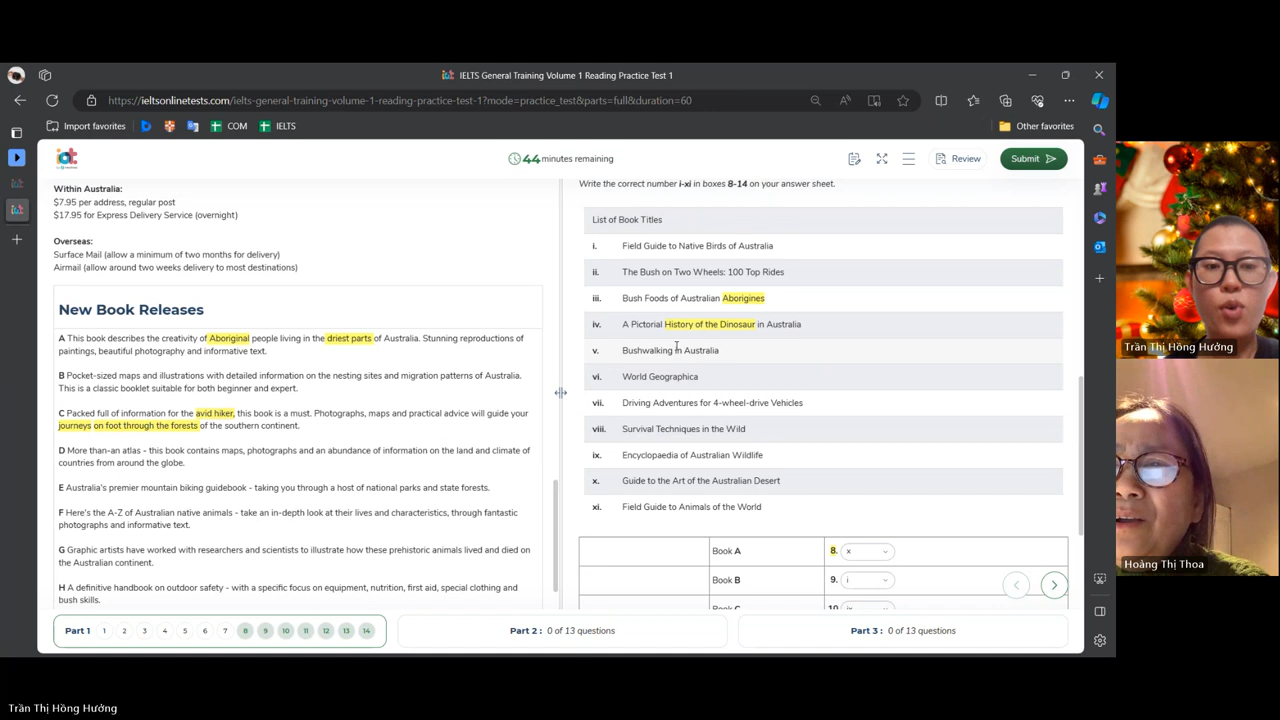 IELTS General Training Volume 1 Reading Practice Test 1
https://ieltsonlinetests.com/ielts-general-training-volume-1-reading-practice-test-1?mode=practice_test&parts=full&duration=60
Import favorites
COM
IELTS
Other favorites
iot
44 minutes remaining
Review
Submit
Within Australia:
$7.95 per address, regular post
$17.95 for Express Delivery Service (overnight)
Overseas:
Surface Mail (allow a minimum of two months for delivery)
Airmail (allow around two weeks delivery to most destinations)
New Book Releases
A This book describes the creativity of Aboriginal people living in the driest parts of Australia. Stunning reproductions of
paintings, beautiful photography and informative text.
B Pocket-sized maps and illustrations with detailed information on the nesting sites and migration patterns of Australia.
This is a classic booklet suitable for both beginner and expert.
C Packed full of information for the avid hiker, this book is a must. Photographs, maps and practical advice will guide your
journeys on foot through the forests of the southern continent.
D More than-an atlas - this book contains maps, photographs and an abundance of information on the land and climate of
countries from around the globe.
E Australia's premier mountain biking guidebook - taking you through a host of national parks and state forests.
F Here's the A-Z of Australian native animals - take an in-depth look at their lives and characteristics, through fantastic
photographs and informative text.
G Graphic artists have worked with researchers and scientists to illustrate how these prehistoric animals lived and died on
the Australian continent.
H A definitive handbook on outdoor safety - with a specific focus on equipment, nutrition, first aid, special clothing and
bush skills.
Write the correct number i-xi in boxes 8-14 on your answer sheet.
List of Book Titles
i. Field Guide to Native Birds of Australia
ii. The Bush on Two Wheels: 100 Top Rides
iii. Bush Foods of Australian Aborigines
iv. A Pictorial History of the Dinosaur in Australia
v. Bushwalking in Australia
vi. World Geographica
vii. Driving Adventures for 4-wheel-drive Vehicles
viii. Survival Techniques in the Wild
ix. Encyclopaedia of Australian Wildlife
x. Guide to the Art of the Australian Desert
xi. Field Guide to Animals of the World
Book A 8. x
Book B 9. i
Book C 10
Part 1 1 2 3 4 5 6 7 8 9 10 11 12 13 14
Part 2 : 0 of 13 questions
Part 3 : 0 of 13 questions
Trần Thị Hồng Hưởng
Hoàng Thị Thoa
Trần Thị Hồng Hưởng